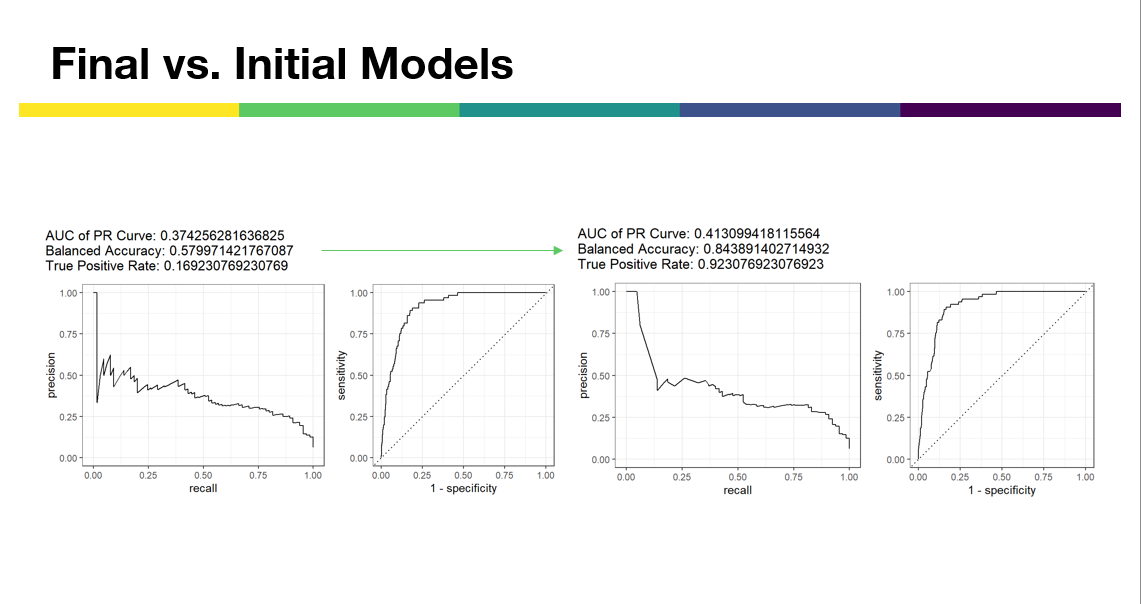 Final vs. Initial Models
AUC of PR Curve: 0.374256281636825
Balanced Accuracy: 0.579971421767087
True Positive Rate: 0.169230769230769
AUC of PR Curve: 0.413099418115564
Balanced Accuracy: 0.843891402714932
True Positive Rate: 0.923076923076923
precision
1.00
0.75
0.50
0.25
0.00
0.00 0.25 0.50 0.75 1.00
recall
sensitivity
1.00
0.75
0.50
0.25
0.00
0.00 0.25 0.50 0.75 1.00
1 - specificity
precision
1.00
0.75
0.50
0.25
0.00
0.00 0.25 0.50 0.75 1.00
recall
sensitivity
1.00
0.75
0.50
0.25
0.00
0.00 0.25 0.50 0.75 1.00
1 - specificity